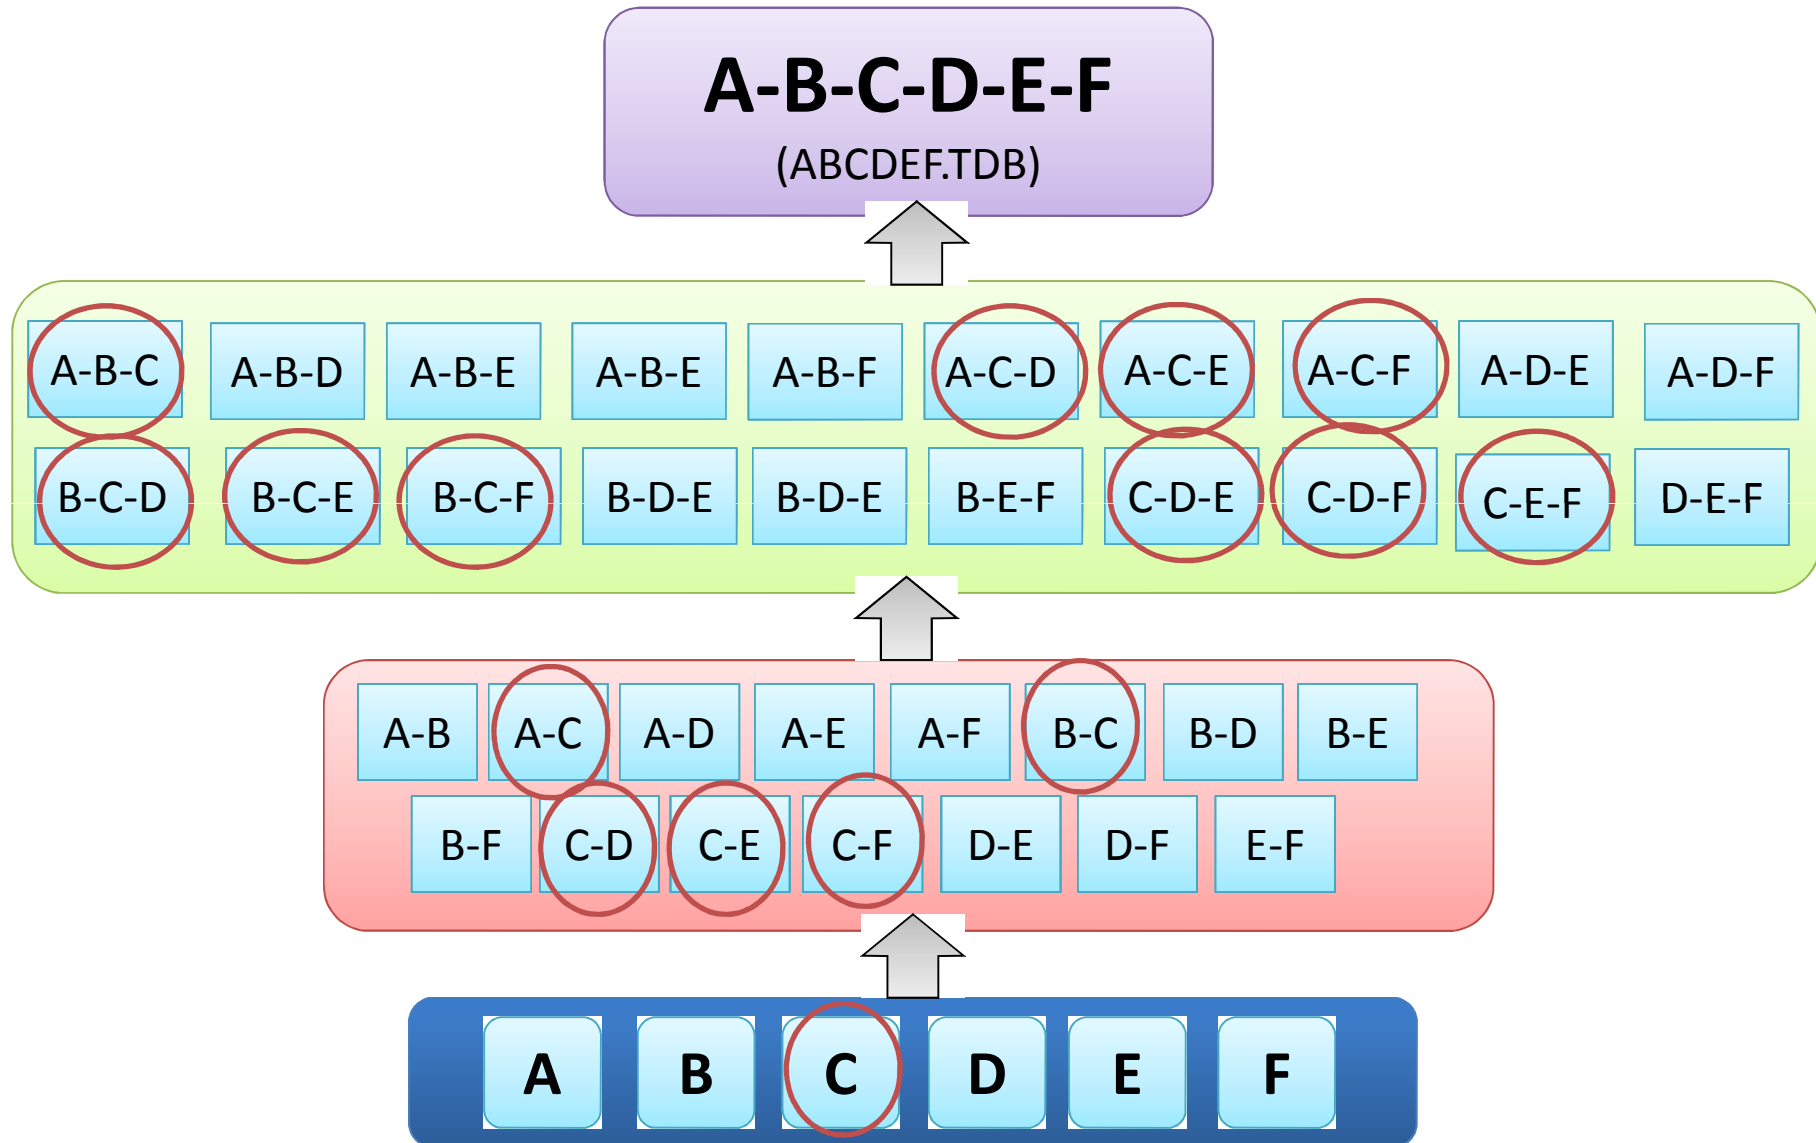 A-B-C-D-E-F
(ABCDEF.TDB)
A-B-C A-B-D A-B-E A-B-E A-B-F A-C-D A-C-E A-C-F A-D-E A-D-F
B-C-D B-C-E B-C-F B-D-E B-D-E B-E-F C-D-E C-D-F C-E-F D-E-F
A-B A-C A-D A-E A-F B-C B-D B-E
B-F C-D C-E C-F D-E D-F E-F
A B C D E F